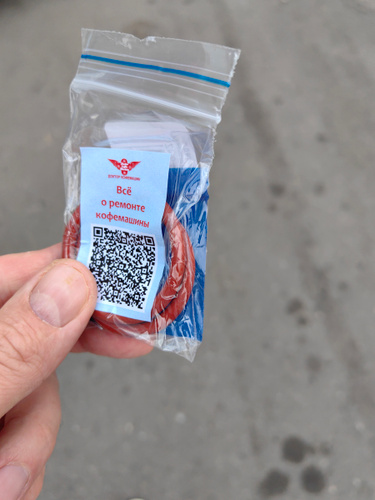 Всё
о ремонте
кофемашины